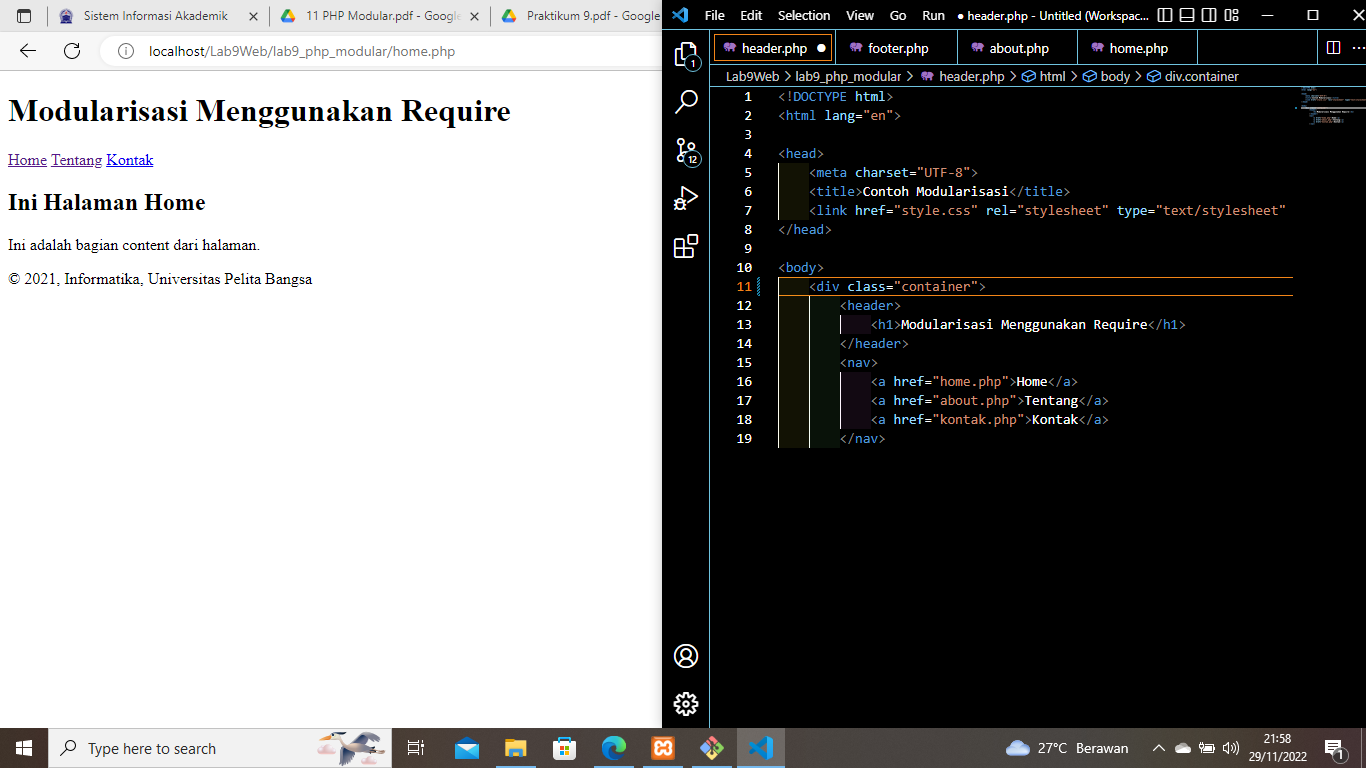 Sistem Informasi Akademik
11 PHP Modular.pdf - Google
Praktikum 9.pdf - Google
localhost/Lab9Web/lab9_php_modular/home.php
Modularisasi Menggunakan Require
Home Tentang Kontak
Ini Halaman Home
Ini adalah bagian content dari halaman.
© 2021, Informatika, Universitas Pelita Bangsa
File Edit Selection View Go Run ● header.php - Untitled (Workspac...
header.php ● footer.php about.php home.php
Lab9Web > lab9_php_modular > header.php > html > body > div.container
1 <!DOCTYPE html>
2 <html lang="en">
3
4 <head>
5 <meta charset="UTF-8">
6 <title>Contoh Modularisasi</title>
7 <link href="style.css" rel="stylesheet" type="text/stylesheet"
8 </head>
9
10 <body>
11 <div class="container">
12 <header>
13 <h1>Modularisasi Menggunakan Require</h1>
14 </header>
15 <nav>
16 <a href="home.php">Home</a>
17 <a href="about.php">Tentang</a>
18 <a href="kontak.php">Kontak</a>
19 </nav>
1
12
Type here to search
27°C Berawan
21:58
29/11/2022
1